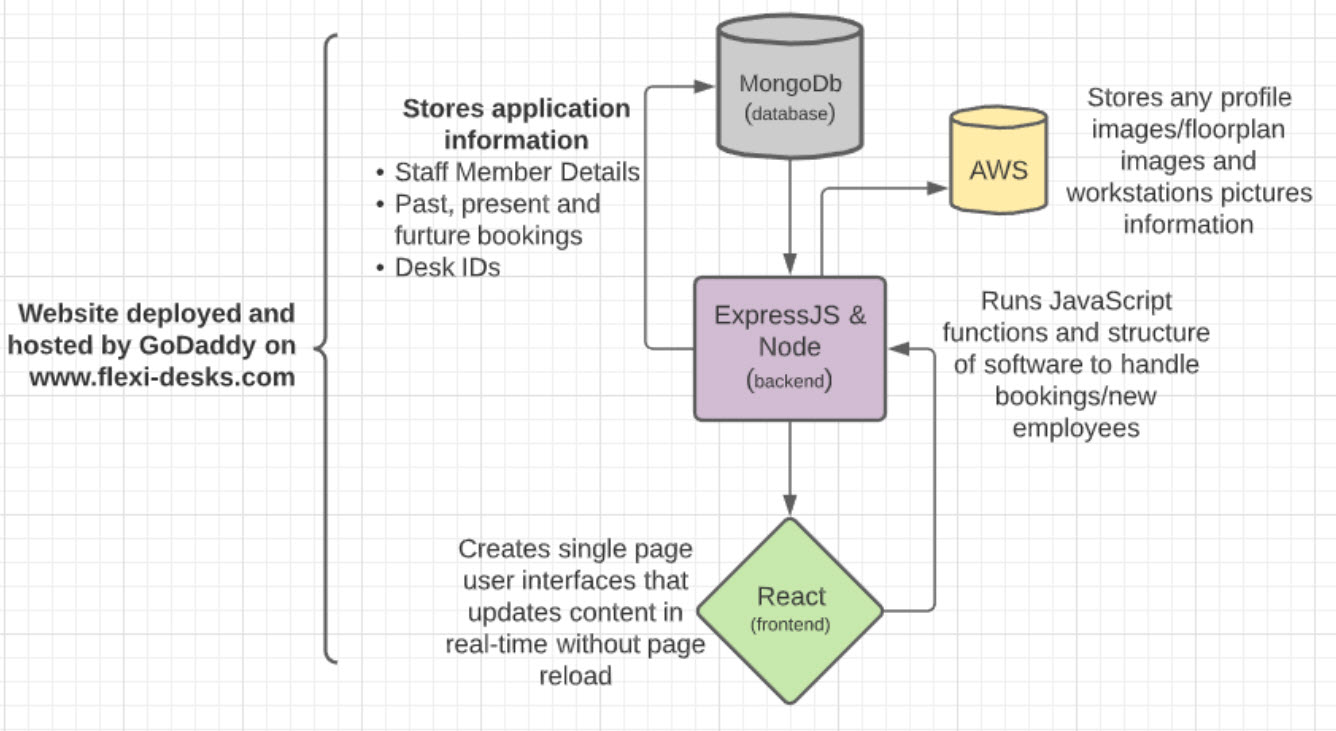 MongoDb
(database)
Stores application
information
• Staff Member Details
• Past, present and
furture bookings
• Desk IDs
AWS
Stores any profile
images/floorplan
images and
workstations pictures
information
Website deployed and
hosted by GoDaddy on
www.flexi-desks.com
ExpressJS &
Node
(backend)
Runs JavaScript
functions and structure
of software to handle
bookings/new
employees
Creates single page
user interfaces that
updates content in
real-time without page
reload
React
(frontend)